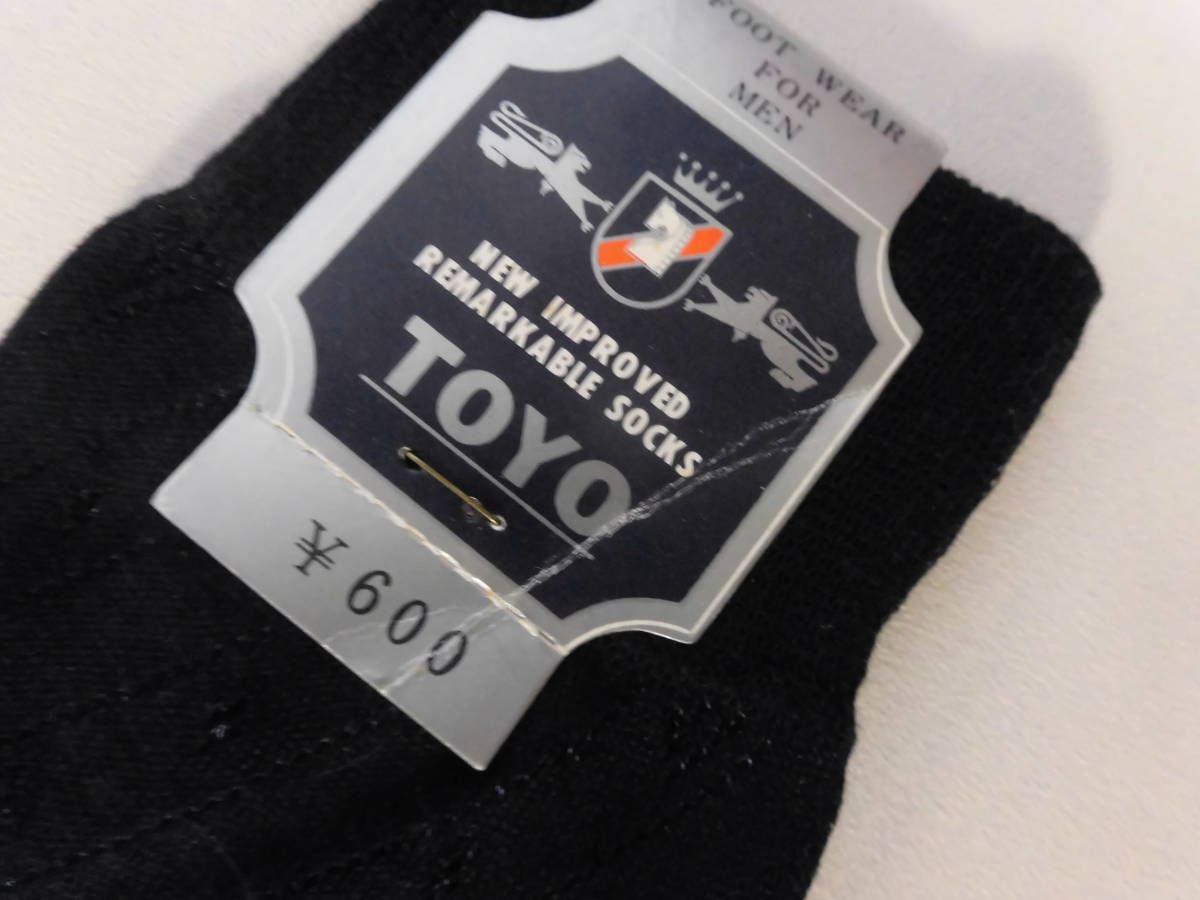 FOOT WEAR
FOR
MEN
NEW IMPROVED
REMARKABLE SOCKS
TOYO
¥600